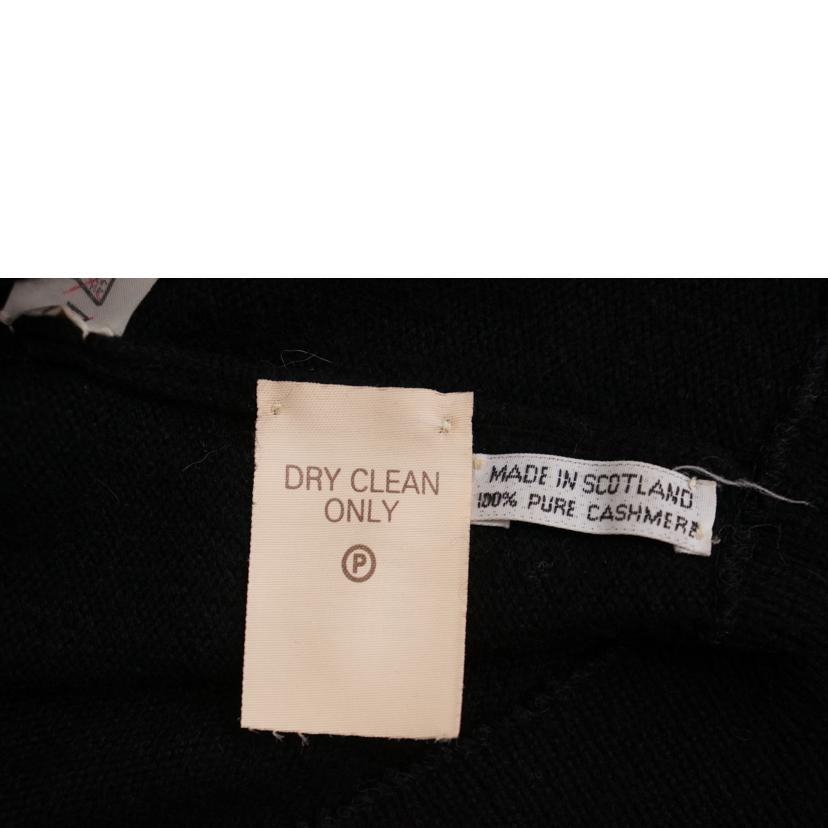 DRY CLEAN
ONLY
P
MADE IN SCOTLAND
100% PURE CASHMERE